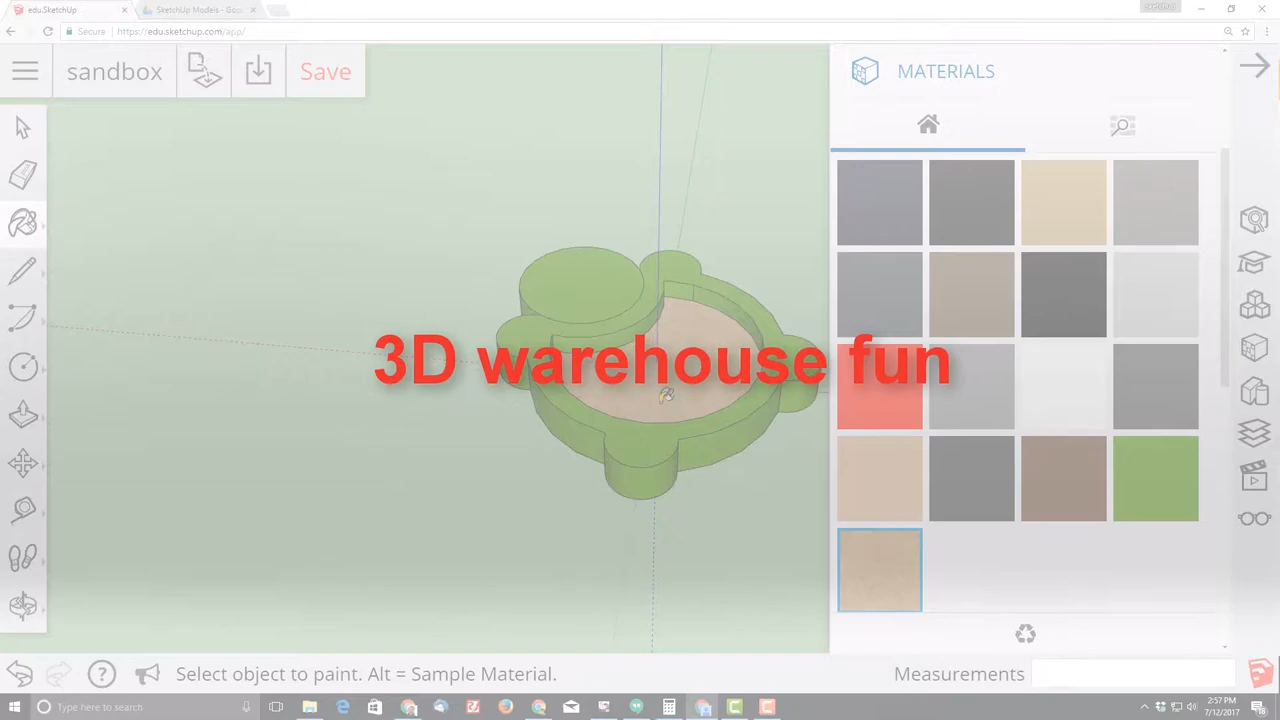 edu.SketchUp
SketchUp Models - Goo
Secure
https://edu.sketchup.com/app/
sandbox
Save
MATERIALS
3D warehouse fun
Select object to paint. Alt = Sample Material.
Measurements
Type here to search
2:57 PM
7/12/2017